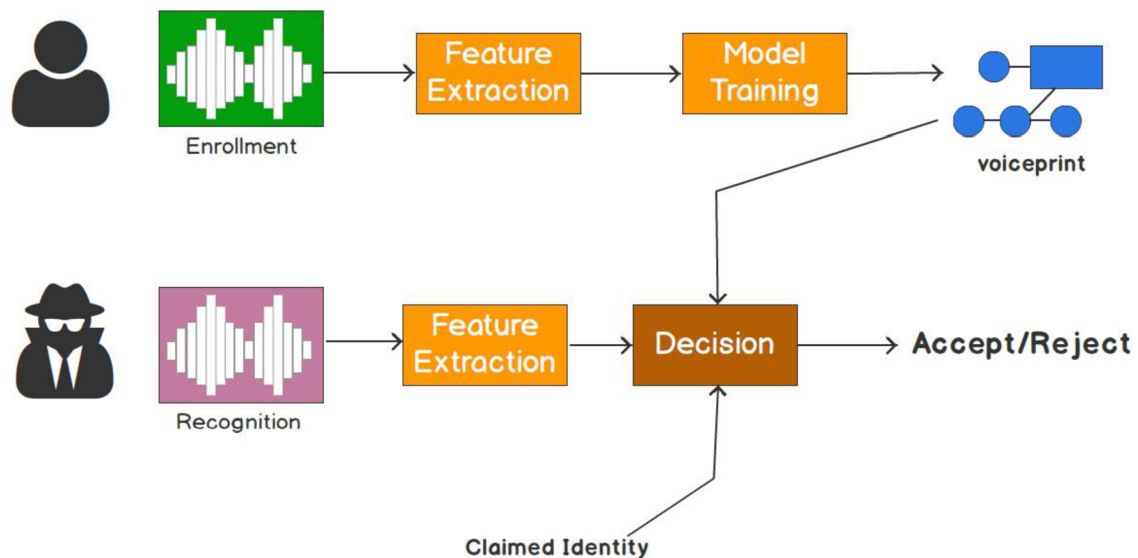 Feature
Extraction
Model
Training
Enrollment
voiceprint
Feature
Extraction
Decision
Accept/Reject
Recognition
Claimed Identity